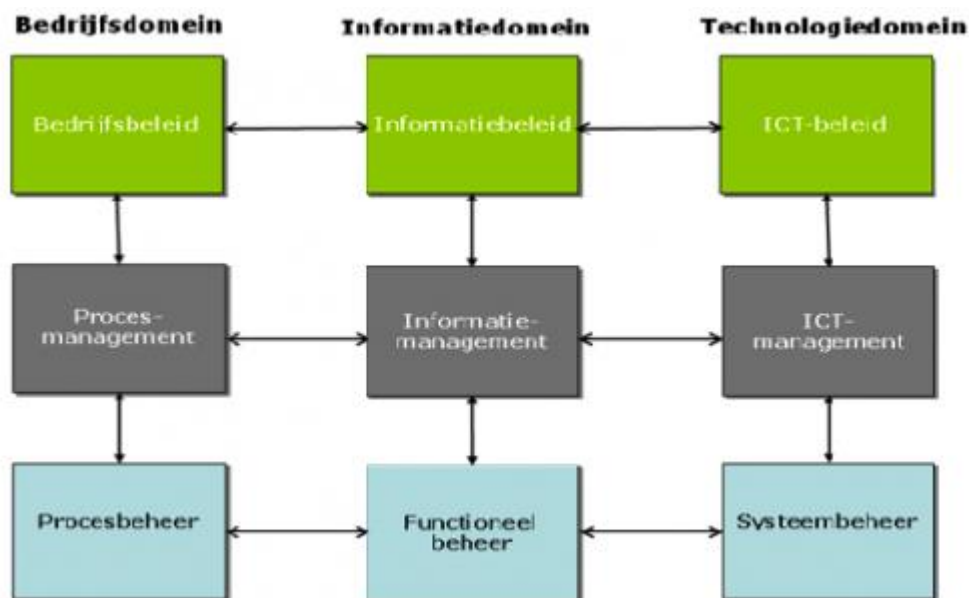 Bedrijfsdomein
Informatiedomein
Technologiedomein
Bedrijfsbeleid
Informatiebeleid
ICT-beleid
Proces-
management
Informatie-
management
ICT-
management
Procesbeheer
Functioneel
beheer
Systeembeheer